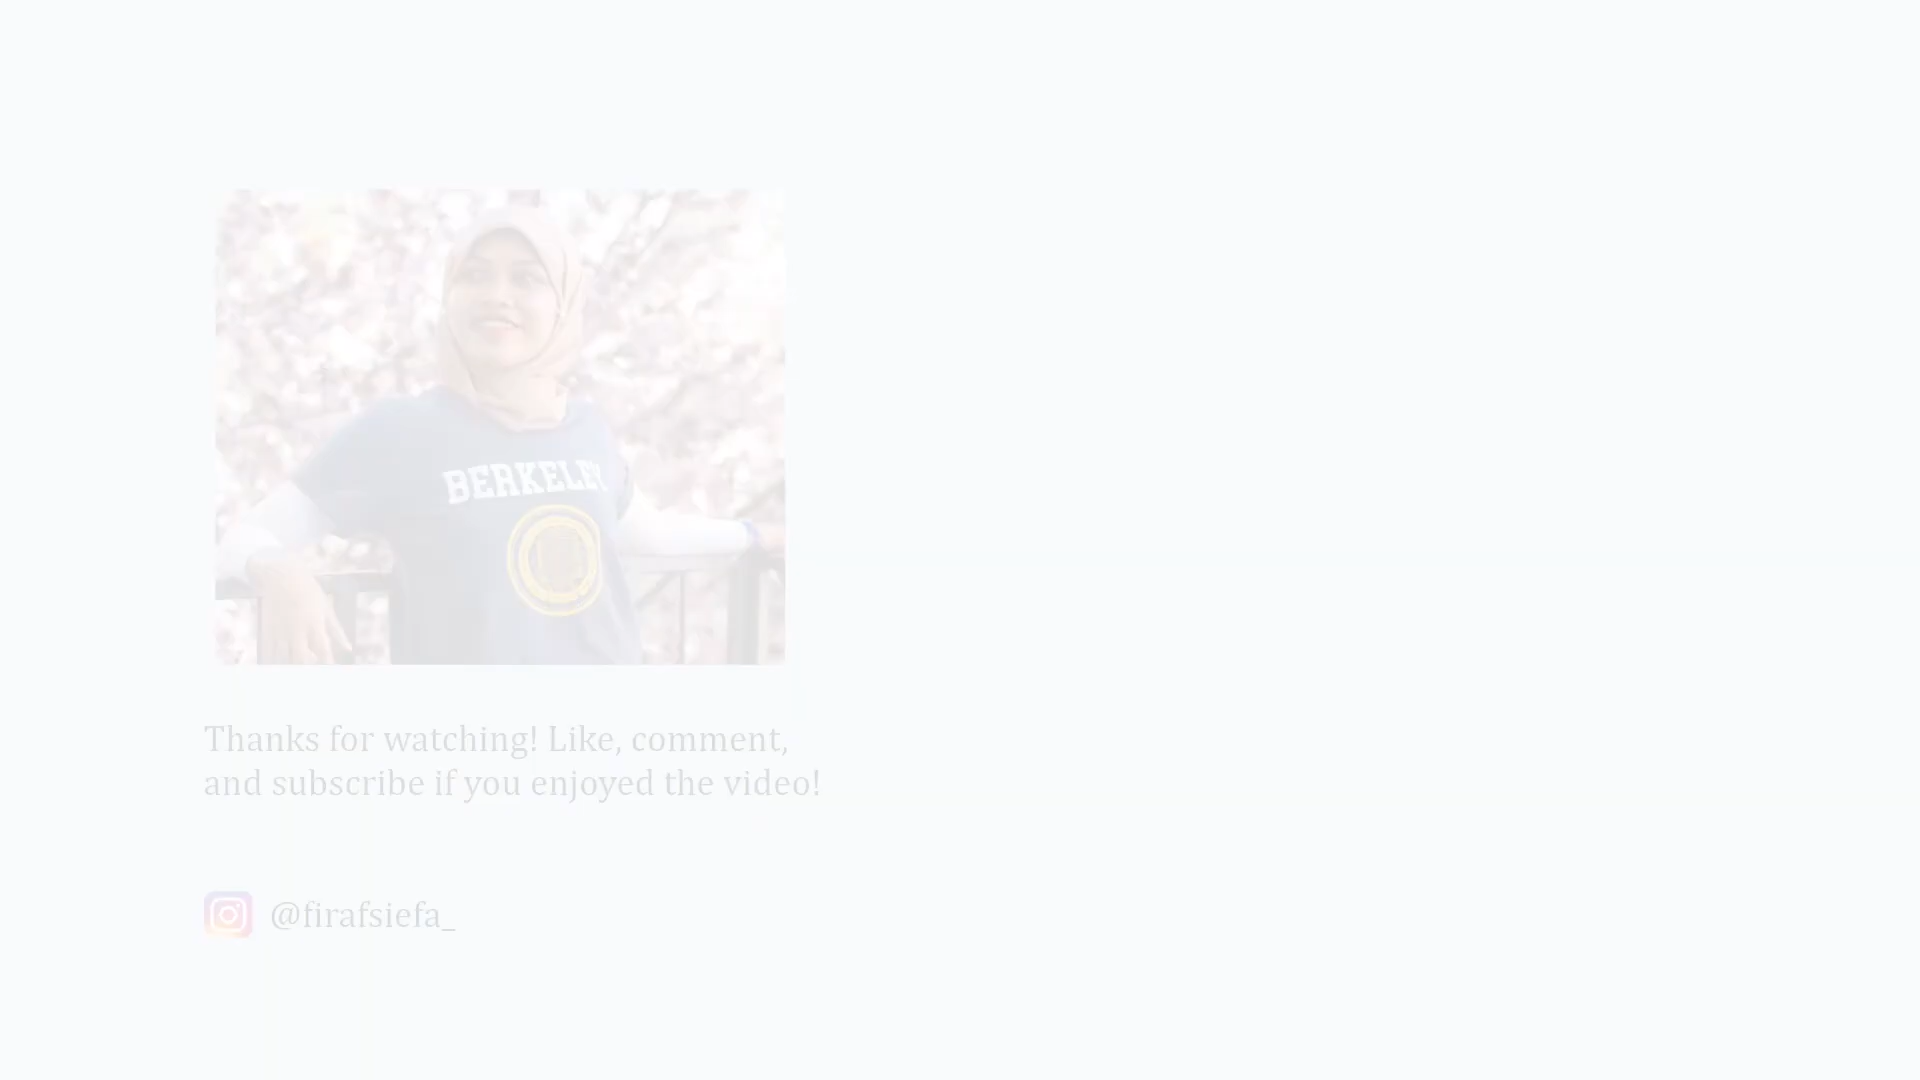 BERKELEY
Thanks for watching! Like, comment,
and subscribe if you enjoyed the video!
@firafsiefa_